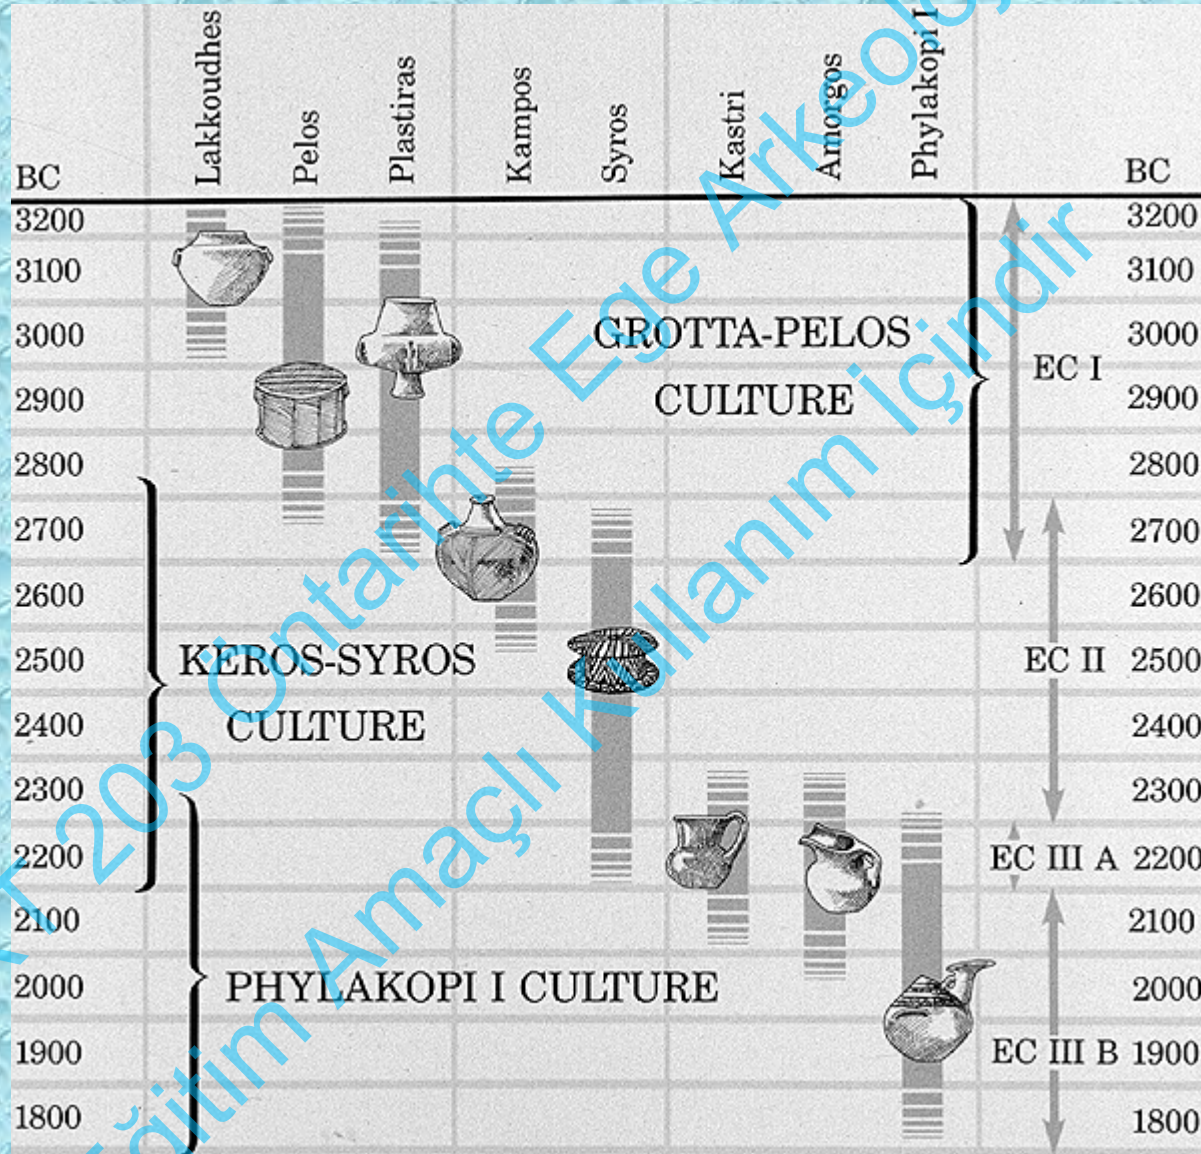 Lakkoudhes
Pelos
Plastiras
Kampos
Syros
Kastri
Amorgos
Phylakopi I
BC
BC
3200
3200
3100
3100
3000
GROTTA-PELOS
3000
EC I
2900
CULTURE
2900
2800
2800
2700
2700
2600
2600
2500
KEROS-SYROS
EC II
2500
2400
CULTURE
2400
2300
2300
2200
EC III A
2200
2100
2100
2000
PHYLAKOPI I CULTURE
2000
1900
EC III B
1900
1800
1800
203 Öntarihte Ege
Eğitim Amaçlı Kullanım İçindir